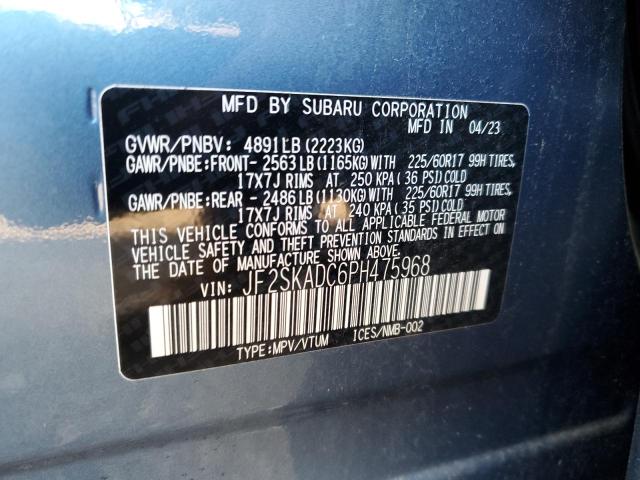 MFD BY SUBARU CORPORATION
MFD IN 04/23
GVWR/PNBV: 4891LB(2223KG)
GAWR/PNBE:FRONT- 2563LB(1165KG)WITH 225/60R17 99H TIRES,
17X7J RIMS AT 250 KPA(36 PSI)COLD
GAWR/PNBE:REAR - 2486LB(1130KG)WITH 225/60R17 99H TIRES,
17X7J RIMS AT 240 KPA(35 PSI)COLD
THIS VEHICLE CONFORMS TO ALL APPLICABLE FEDERAL MOTOR
VEHICLE SAFETY AND THEFT PREVENTION STANDARDS IN EFFECT ON
THE DATE OF MANUFACTURE SHOWN ABOVE.
VIN: JF2SKADC6PH475968
TYPE:MPV/VTUM ICES/NMB-002